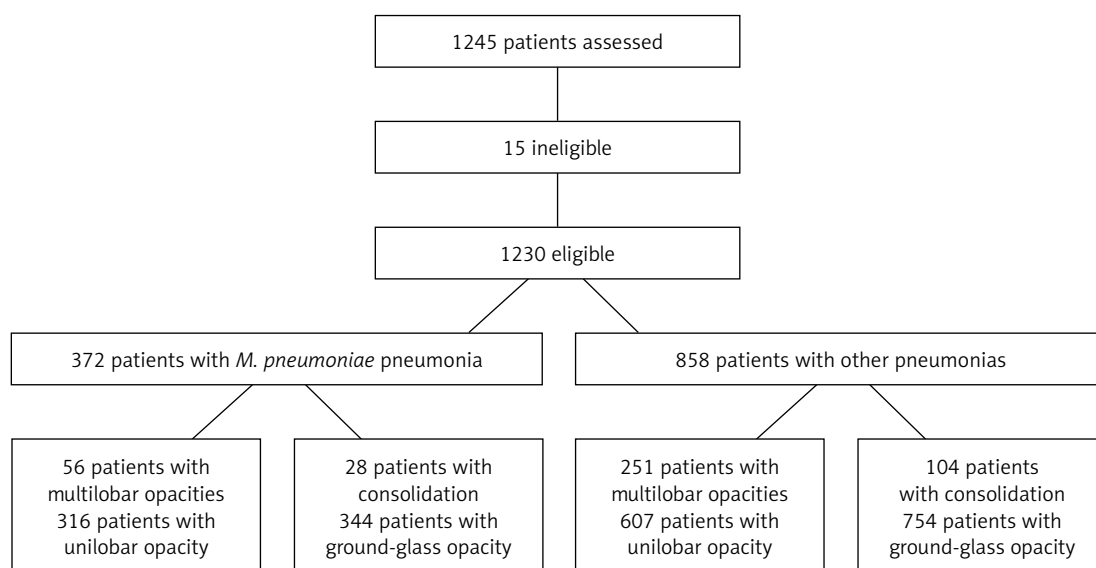 1245 patients assessed
15 ineligible
1230 eligible
372 patients with M. pneumoniae pneumonia
858 patients with other pneumonias
56 patients with
multilobar opacities
316 patients with
unilobar opacity
28 patients with
consolidation
344 patients with
ground-glass opacity
251 patients with
multilobar opacities
607 patients with
unilobar opacity
104 patients
with consolidation
754 patients with
ground-glass opacity